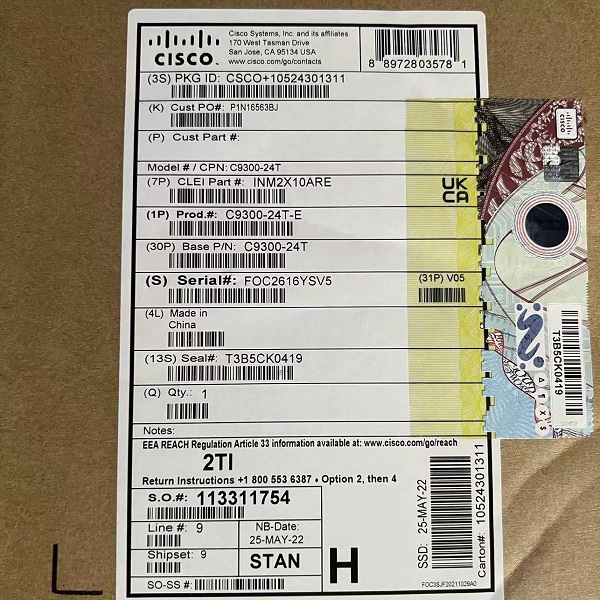 CISCO
Cisco Systems, Inc. and its affiliates
170 West Tasman Drive
San Jose, CA 95134 USA
www.cisco.com/go/contacts
8 89728 03578 1
(3S) PKG ID: CSCO+10524301311
(K) Cust PO#: P1N16563BJ
(P) Cust Part #:
Model # / CPN: C9300-24T
(7P) CLEI Part #: INM2X10ARE
UK
CA
(1P) Prod.#: C9300-24T-E
(30P) Base P/N: C9300-24T
(S) Serial#: FOC2616YSV5
(31P) V05
(4L) Made in
China
(13S) Seal#: T3B5CK0419
(Q) Qty.: 1
Notes:
EEA REACH Regulation Article 33 information available at: www.cisco.com/go/reach
2TI
Return Instructions +1 800 553 6387 • Option 2, then 4
S.O.#: 113311754
Line #: 9
NB-Date:
25-MAY-22
Shipset: 9
STAN
SO-SS #:
H
SSD: 25-MAY-22
Carton#: 10524301311
FOC3SJF20211029A0
CISCO
T3B5CK0419
L